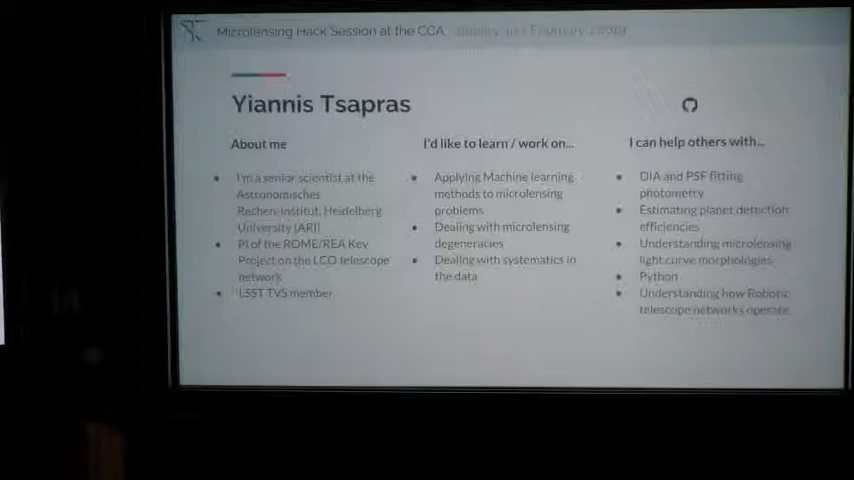 Microlensing Hack Session at the CCA
Yiannis Tsapras
About me
I'd like to learn / work on...
I can help others with...
I'm a senior scientist at the
Astronomisches
Rechen-Institut, Heidelberg
University (ARI)
PI of the ROME/REA Key
Project on the LCO telescope
network
LSST TVS member
Applying Machine learning
methods to microlensing
problems
Dealing with microlensing
degeneracies
Dealing with systematics in
the data
DIA and PSF fitting
photometry
Estimating planet detection
efficiencies
Understanding microlensing
light curve morphologies
Python
Understanding how Robotic
telescope networks operate